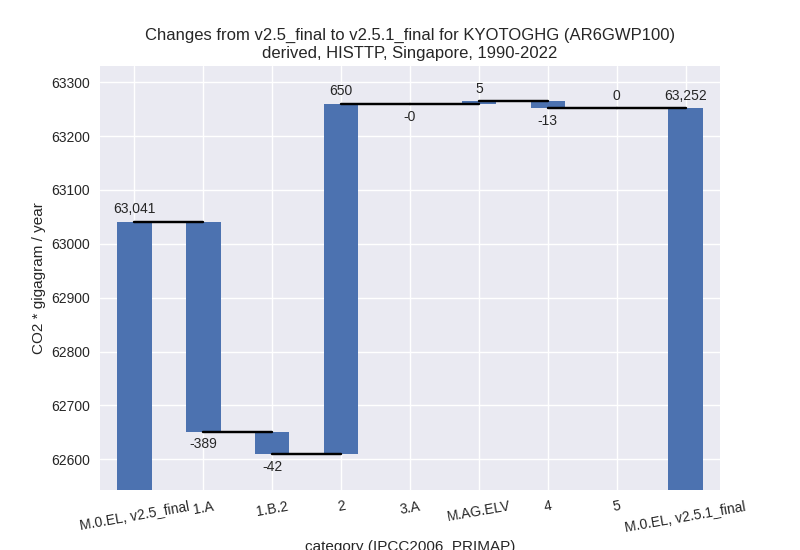 Changes from v2.5_final to v2.5.1_final for KYOTOGHG (AR6GWP100)
derived, HISTTP, Singapore, 1990-2022
CO2 * gigagram / year
63300
63200
63100
63000
62900
62800
62700
62600
63,041
-389
-42
650
-0
5
-13
0
63,252
M.0.EL, v2.5_final
1.A
1.B.2
2
3.A
M.AG.ELV
4
5
M.0.EL, v2.5.1_final
category (IPCC2006_PRIMAP)